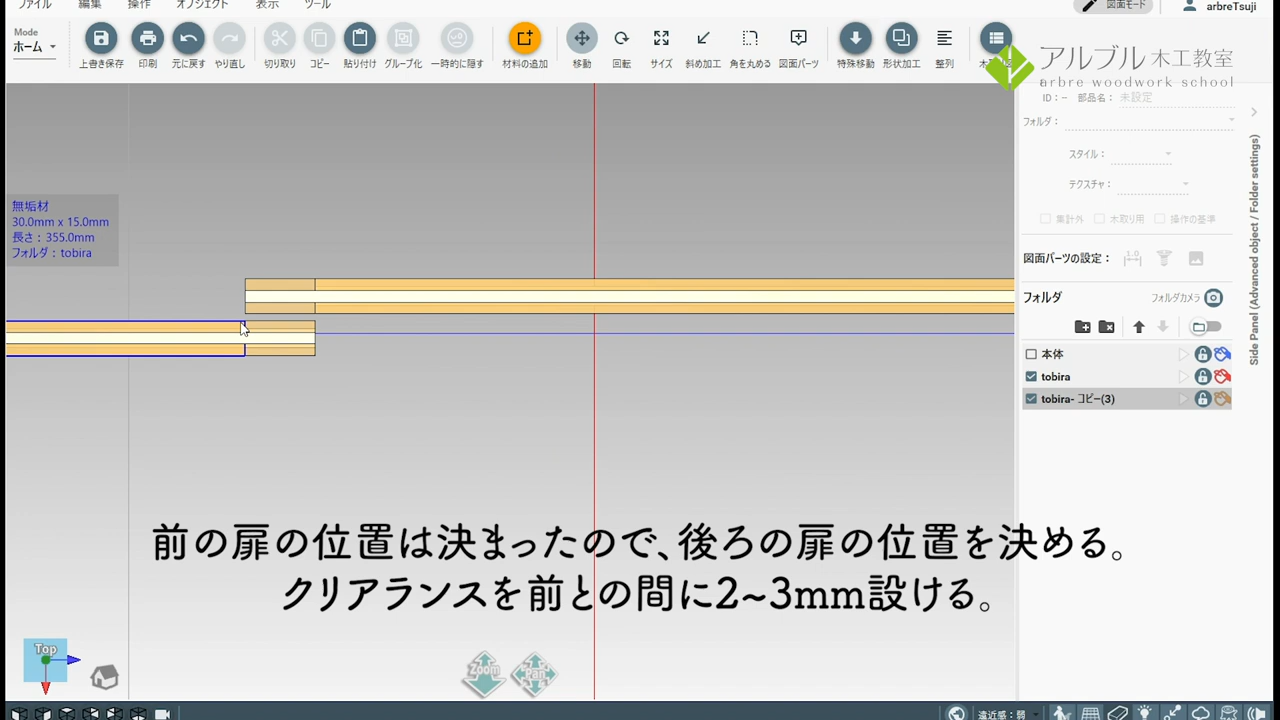 ファイル 編集 操作 オブジェクト 表示 ツール 図面モード arbreTsuji
Mode
ホーム
上書き保存 印刷 元に戻す やり直し 切り取り コピー 貼り付け グループ化 一時的に隠す 材料の追加 移動 回転 サイズ 斜め加工 角を丸める 図面パーツ 特殊移動 形状加工 整列
アルブル木工教室
arbre woodwork school
ID：- 部品名： 未設定
フォルダ：
スタイル：
テクスチャ：
集計外 木取り用 操作の基準
図面パーツの設定： 1.0
フォルダ フォルダカメラ
本体
tobira
tobira- コピー(3)
Side Panel (Advanced object / Folder settings)
無垢材
30.0mm x 15.0mm
長さ：355.0mm
フォルダ：tobira
前の扉の位置は決まったので、後ろの扉の位置を決める。
クリアランスを前との間に2~3mm設ける。
Top
Zoom Pan
遠近感：弱